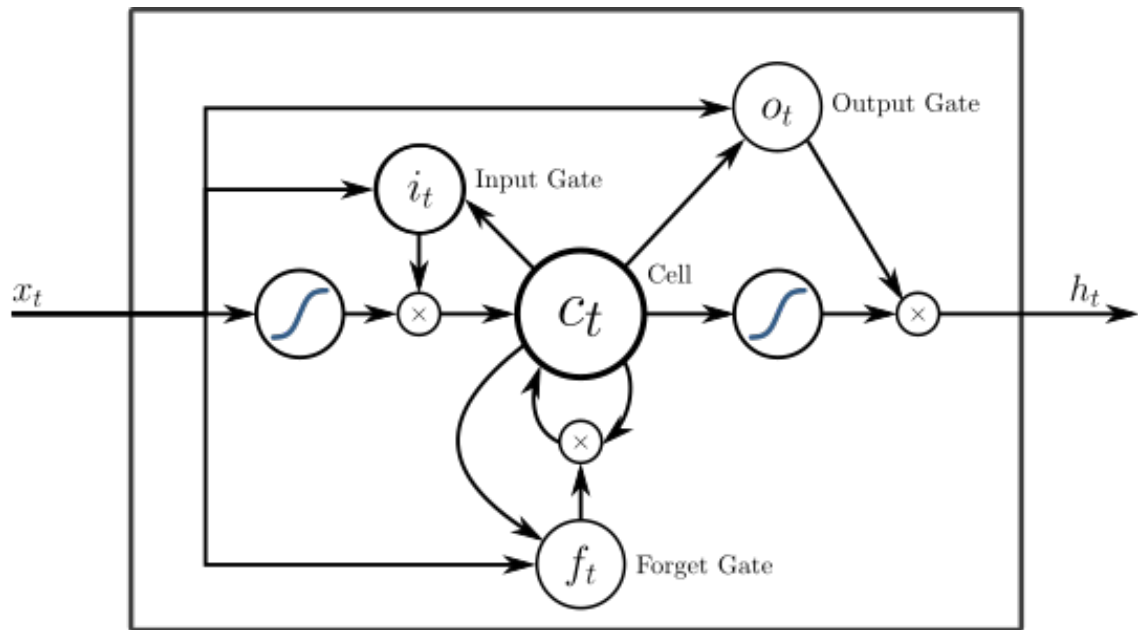 o_t Output Gate
i_t Input Gate
x_t
Cell
h_t
× c_t ×
×
f_t Forget Gate